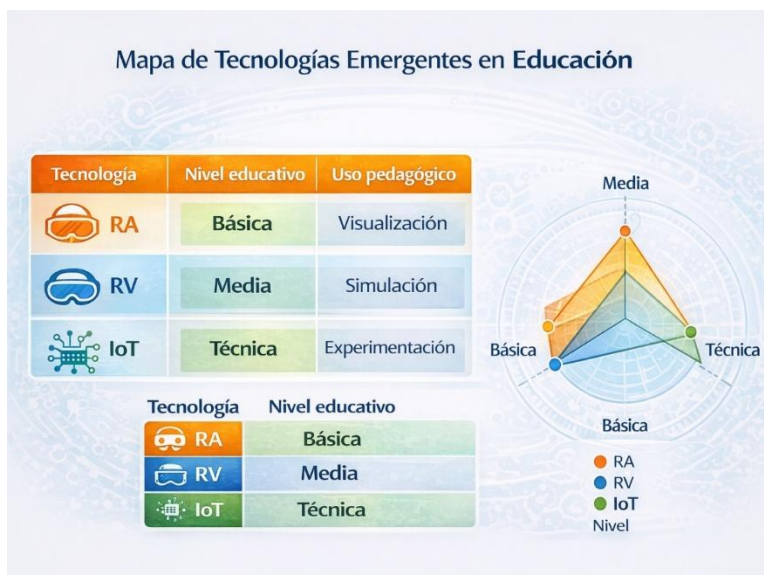 Mapa de Tecnologías Emergentes en Educación
Tecnología Nivel educativo Uso pedagógico
RA Básica Visualización
RV Media Simulación
IoT Técnica Experimentación
Tecnología Nivel educativo
RA Básica
RV Media
IoT Técnica
Media
Básica Técnica
Básica
RA
RV
IoT
Nivel